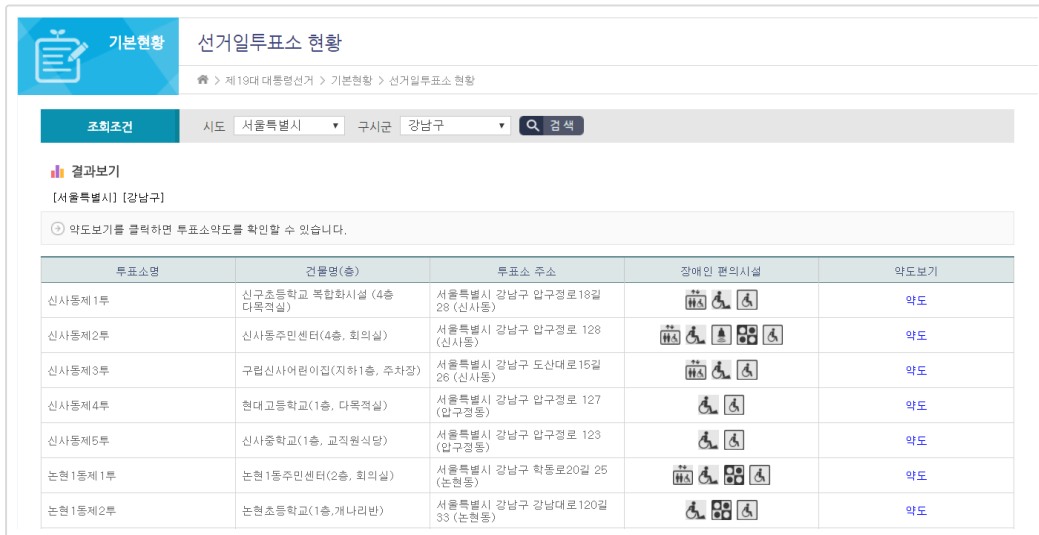 기본현황
선거일투표소 현황
> 제19대 대통령선거 > 기본현황 > 선거일투표소 현황
조회조건 시도 서울특별시 구시군 강남구 검색
결과보기
[서울특별시] [강남구]
약도보기를 클릭하면 투표소약도를 확인할 수 있습니다.
투표소명 건물명(층) 투표소 주소 장애인 편의시설 약도보기
신사동제1투 신구초등학교 복합화시설 (4층 서울특별시 강남구 압구정로18길 약도
다목적실) 28 (신사동)
신사동제2투 신사동주민센터(4층, 회의실) 서울특별시 강남구 압구정로 128 약도
(신사동)
신사동제3투 구립신사어린이집(지하1층, 주차장) 서울특별시 강남구 도산대로15길 약도
26 (신사동)
신사동제4투 현대고등학교(1층, 다목적실) 서울특별시 강남구 압구정로 127 약도
(압구정동)
신사동제5투 신사중학교(1층, 교직원식당) 서울특별시 강남구 압구정로 123 약도
(압구정동)
논현1동제1투 논현1동주민센터(2층, 회의실) 서울특별시 강남구 학동로20길 25 약도
(논현동)
논현1동제2투 논현초등학교(1층,개나리반) 서울특별시 강남구 강남대로120길 약도
33 (논현동)